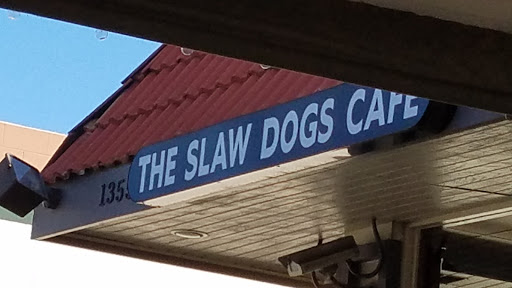 THE SLAW DOGS CAFE